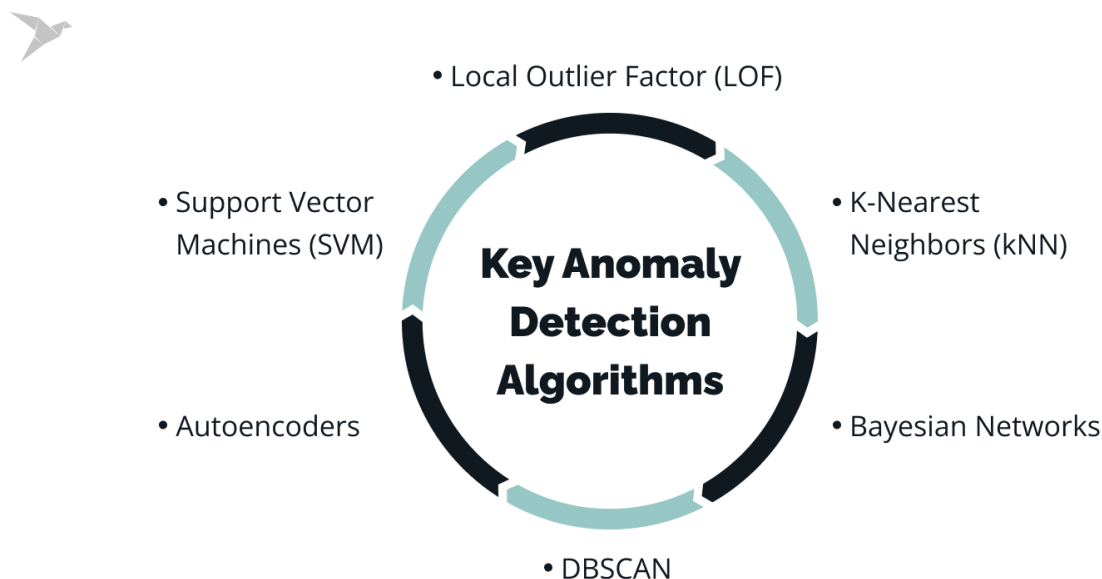 • Local Outlier Factor (LOF)
• Support Vector
Machines (SVM)
• K-Nearest
Neighbors (kNN)
Key Anomaly
Detection
Algorithms
• Autoencoders
• Bayesian Networks
• DBSCAN